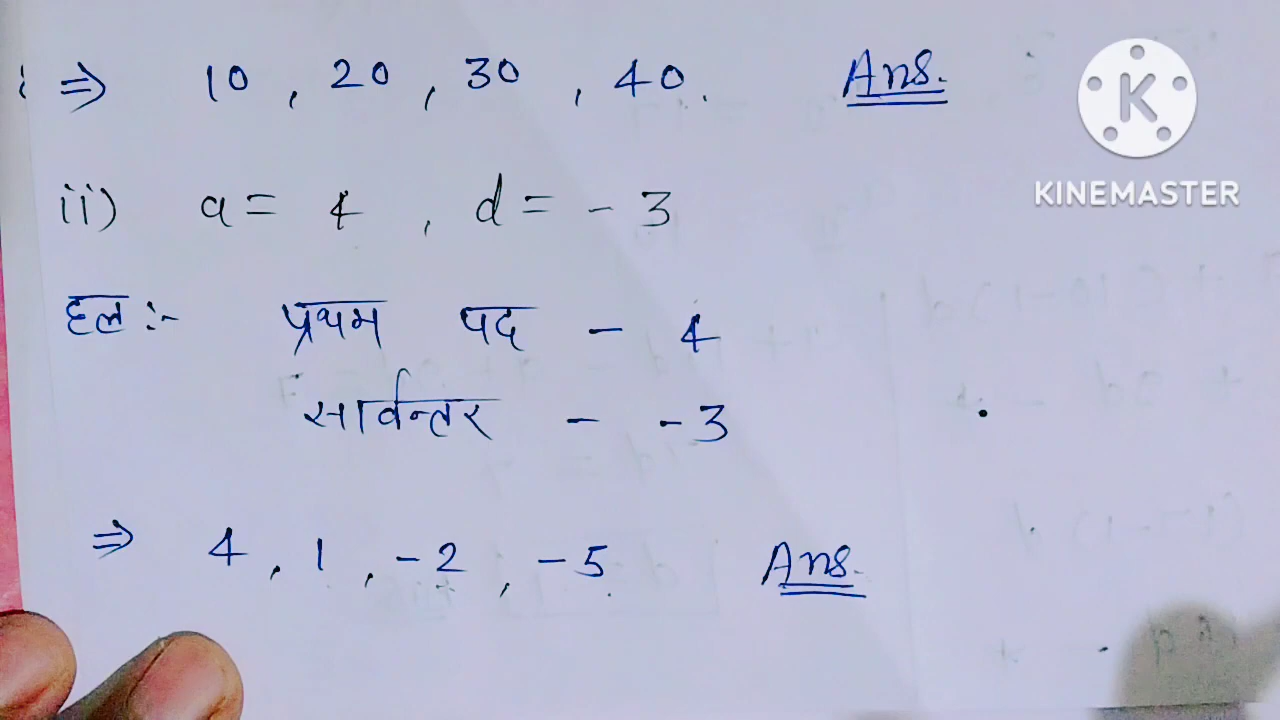 ⇒ 10, 20, 30, 40. Ans.
K
KINEMASTER
ii) a = 4, d = - 3
हल :- प्रथम पद - 4
सार्वन्तर - -3
⇒ 4, 1, -2, -5 Ans.